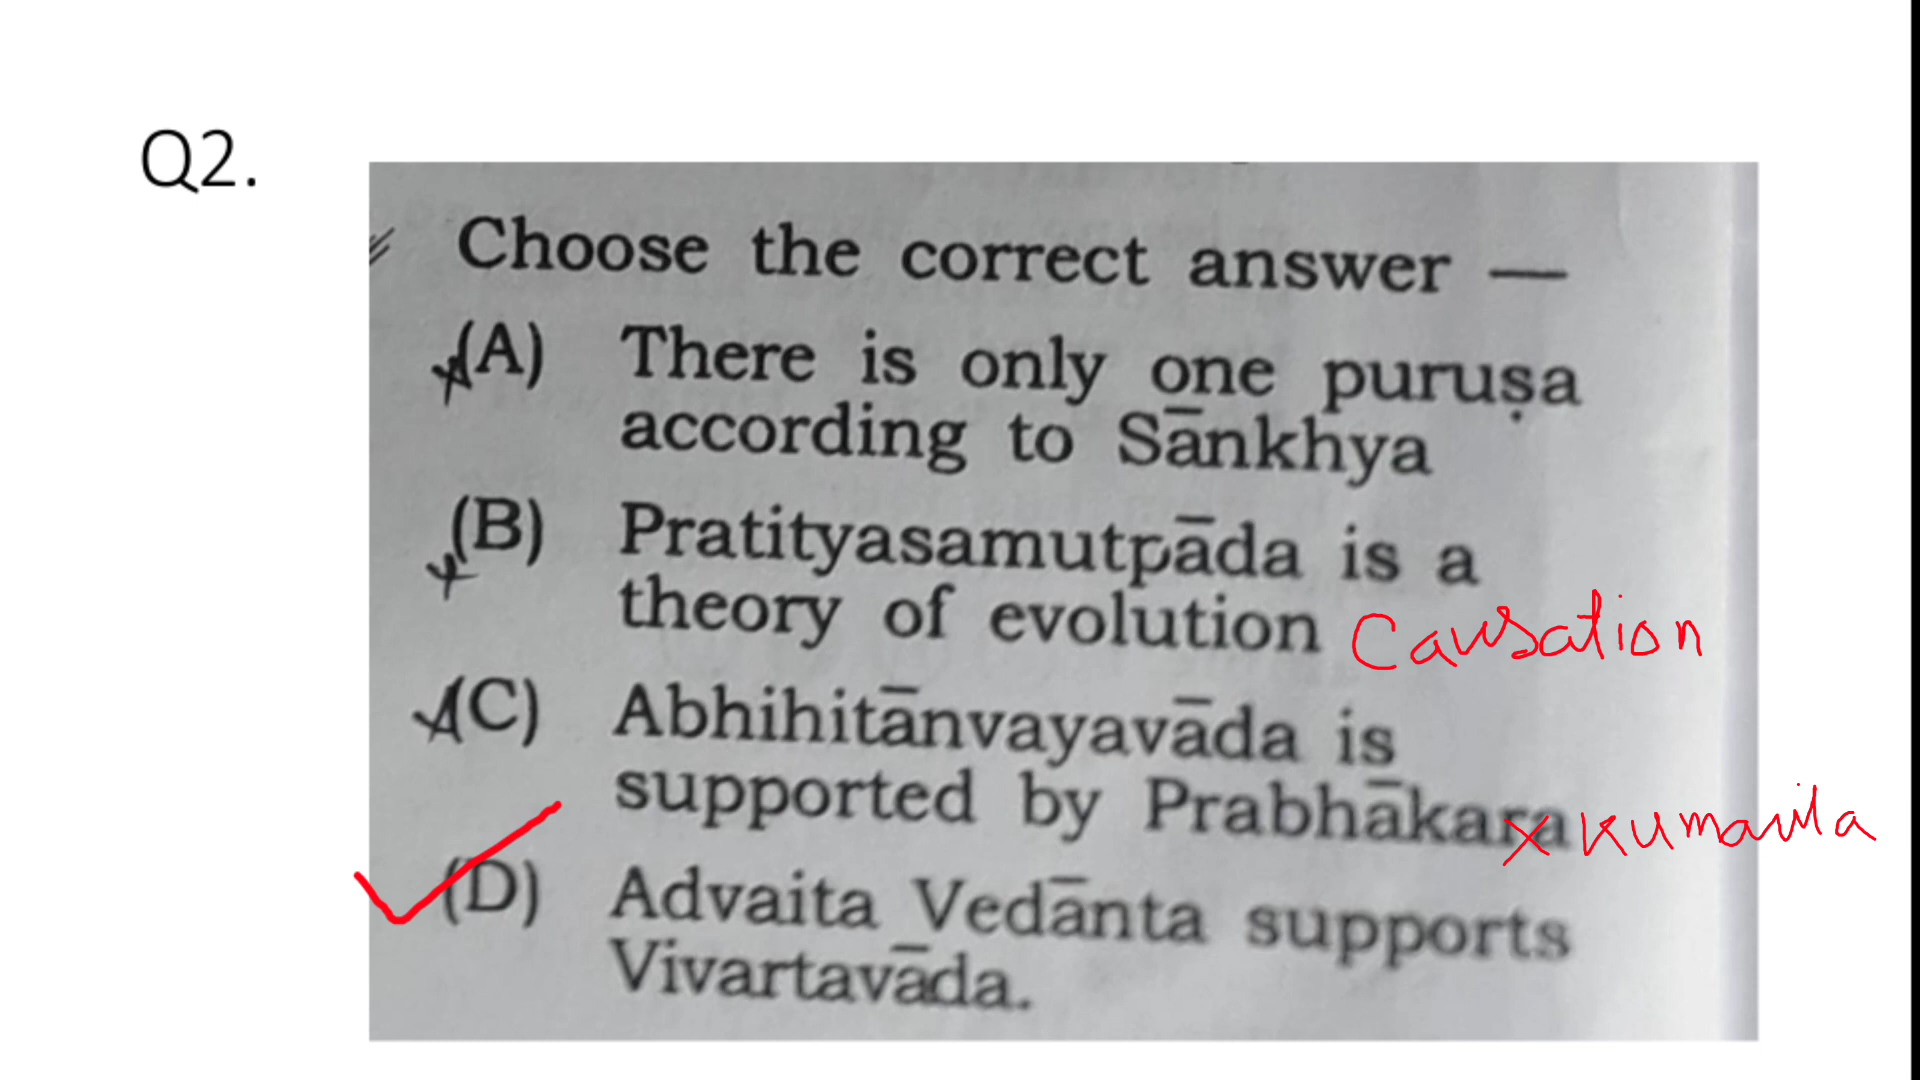 Q2.
Choose the correct answer —
(A) There is only one puruṣa
according to Sānkhya
(B) Pratityasamutpāda is a
theory of evolution Causation
(C) Abhihitānvayavāda is
supported by Prabhākara x Kumarila
(D) Advaita Vedānta supports
Vivartavāda.